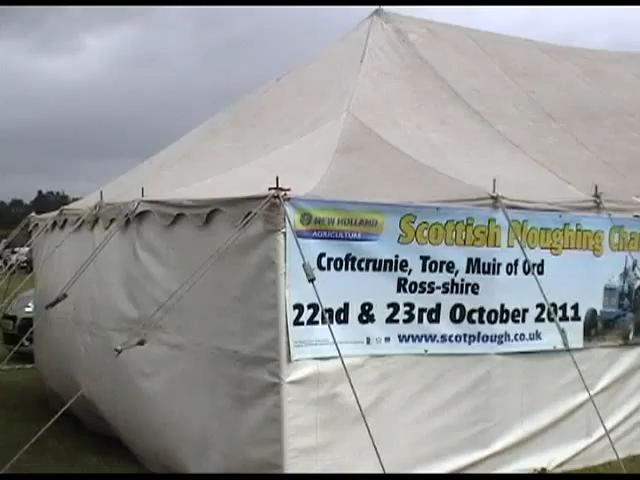 NEW HOLLAND
AGRICULTURE
Scottish Ploughing Cha
Croftcrunie, Tore, Muir of Ord
Ross-shire
22nd & 23rd October 2011
www.scotplough.co.uk